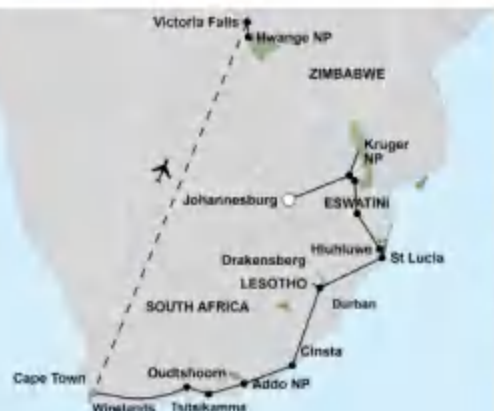 Victoria Falls
Hwange NP
ZIMBABWE
Kruger
NP
Johannesburg
ESWATINI
Hluhluwe
St Lucia
Drakensberg
LESOTHO
Durban
SOUTH AFRICA
Cinsta
Oudtshoorn
Cape Town
Addo NP
Winelands
Tsitsikamma